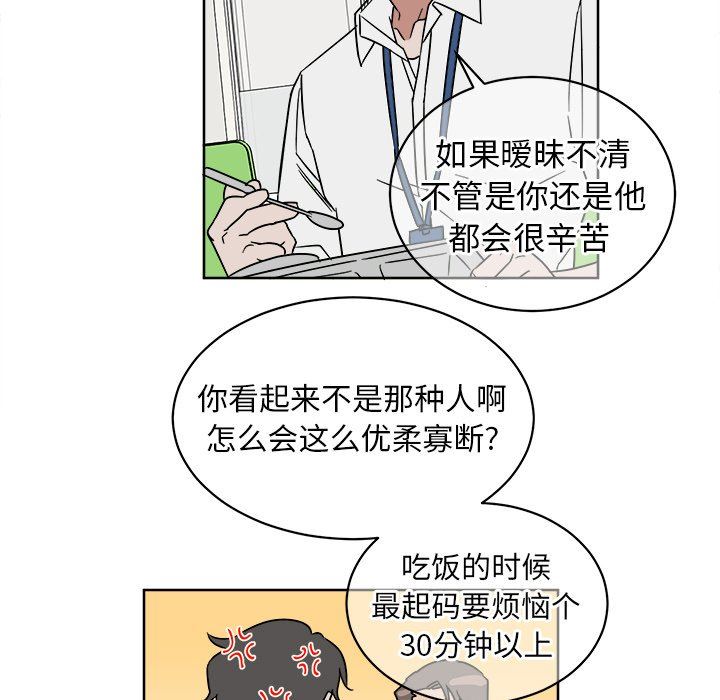 如果暧昧不清
不管是你还是他
都会很辛苦
你看起来不是那种人啊
怎么会这么优柔寡断?
吃饭的时候
最起码要烦恼个
30分钟以上